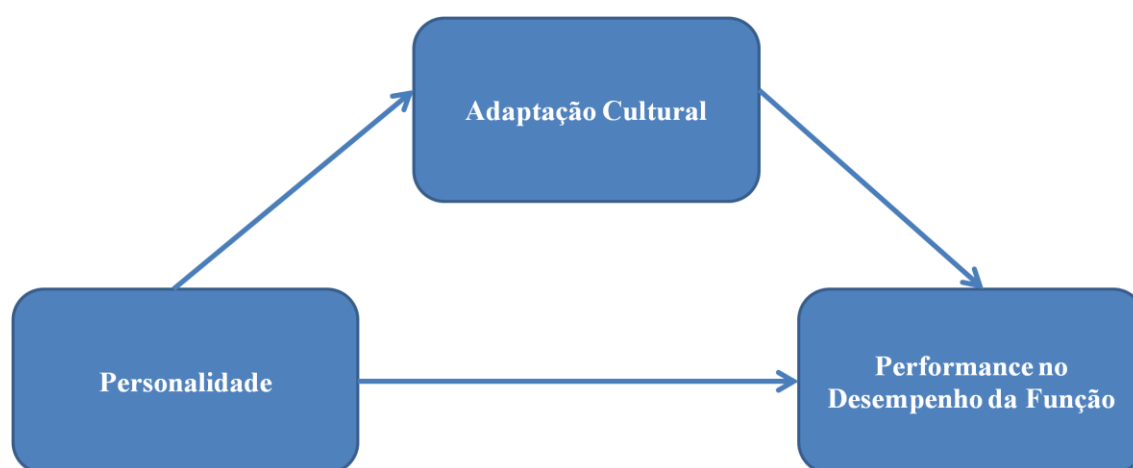 Adaptação Cultural
Personalidade
Performance no
Desempenho da Função